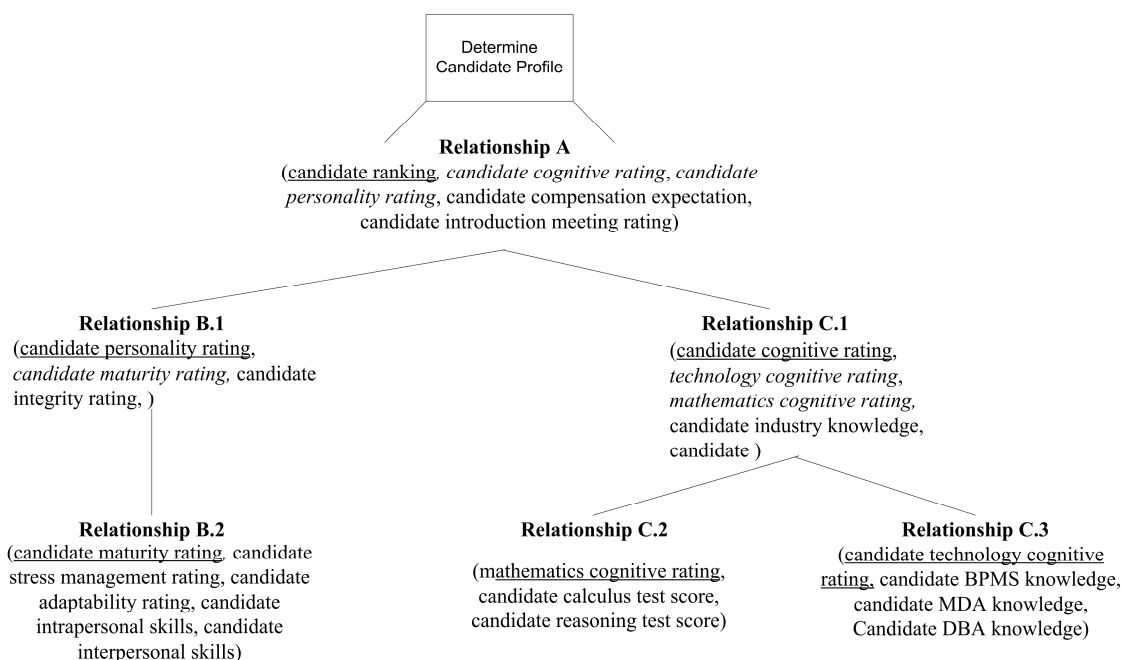 Determine
Candidate Profile
Relationship A
(candidate ranking, candidate cognitive rating, candidate
personality rating, candidate compensation expectation,
candidate introduction meeting rating)
Relationship B.1
(candidate personality rating,
candidate maturity rating, candidate
integrity rating, )
Relationship C.1
(candidate cognitive rating,
technology cognitive rating,
mathematics cognitive rating,
candidate industry knowledge,
candidate )
Relationship B.2
(candidate maturity rating, candidate
stress management rating, candidate
adaptability rating, candidate
intrapersonal skills, candidate
interpersonal skills)
Relationship C.2
(mathematics cognitive rating,
candidate calculus test score,
candidate reasoning test score)
Relationship C.3
(candidate technology cognitive
rating, candidate BPMS knowledge,
candidate MDA knowledge,
Candidate DBA knowledge)